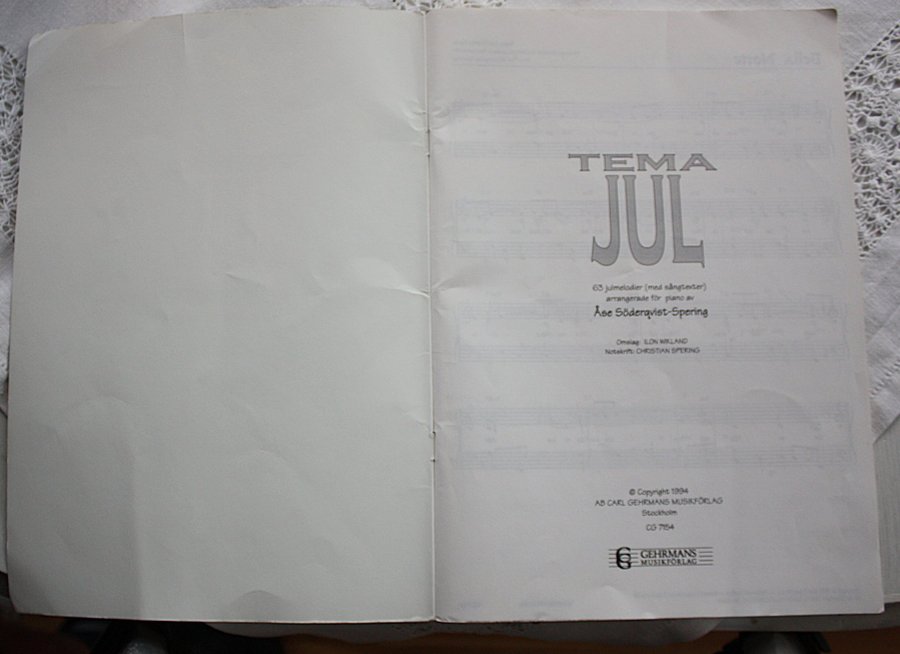 TEMA
JUL
63 julmelodier (med sångtexter)
arrangerade för piano av
Åse Söderqvist-Spering
Omslag: ILON WIKLAND
Notskrift: CHRISTIAN SPERING
© Copyright 1994
AB CARL GEHRMANS MUSIKFÖRLAG
Stockholm
CG 7154
GEHRMANS
MUSIKFÖRLAG